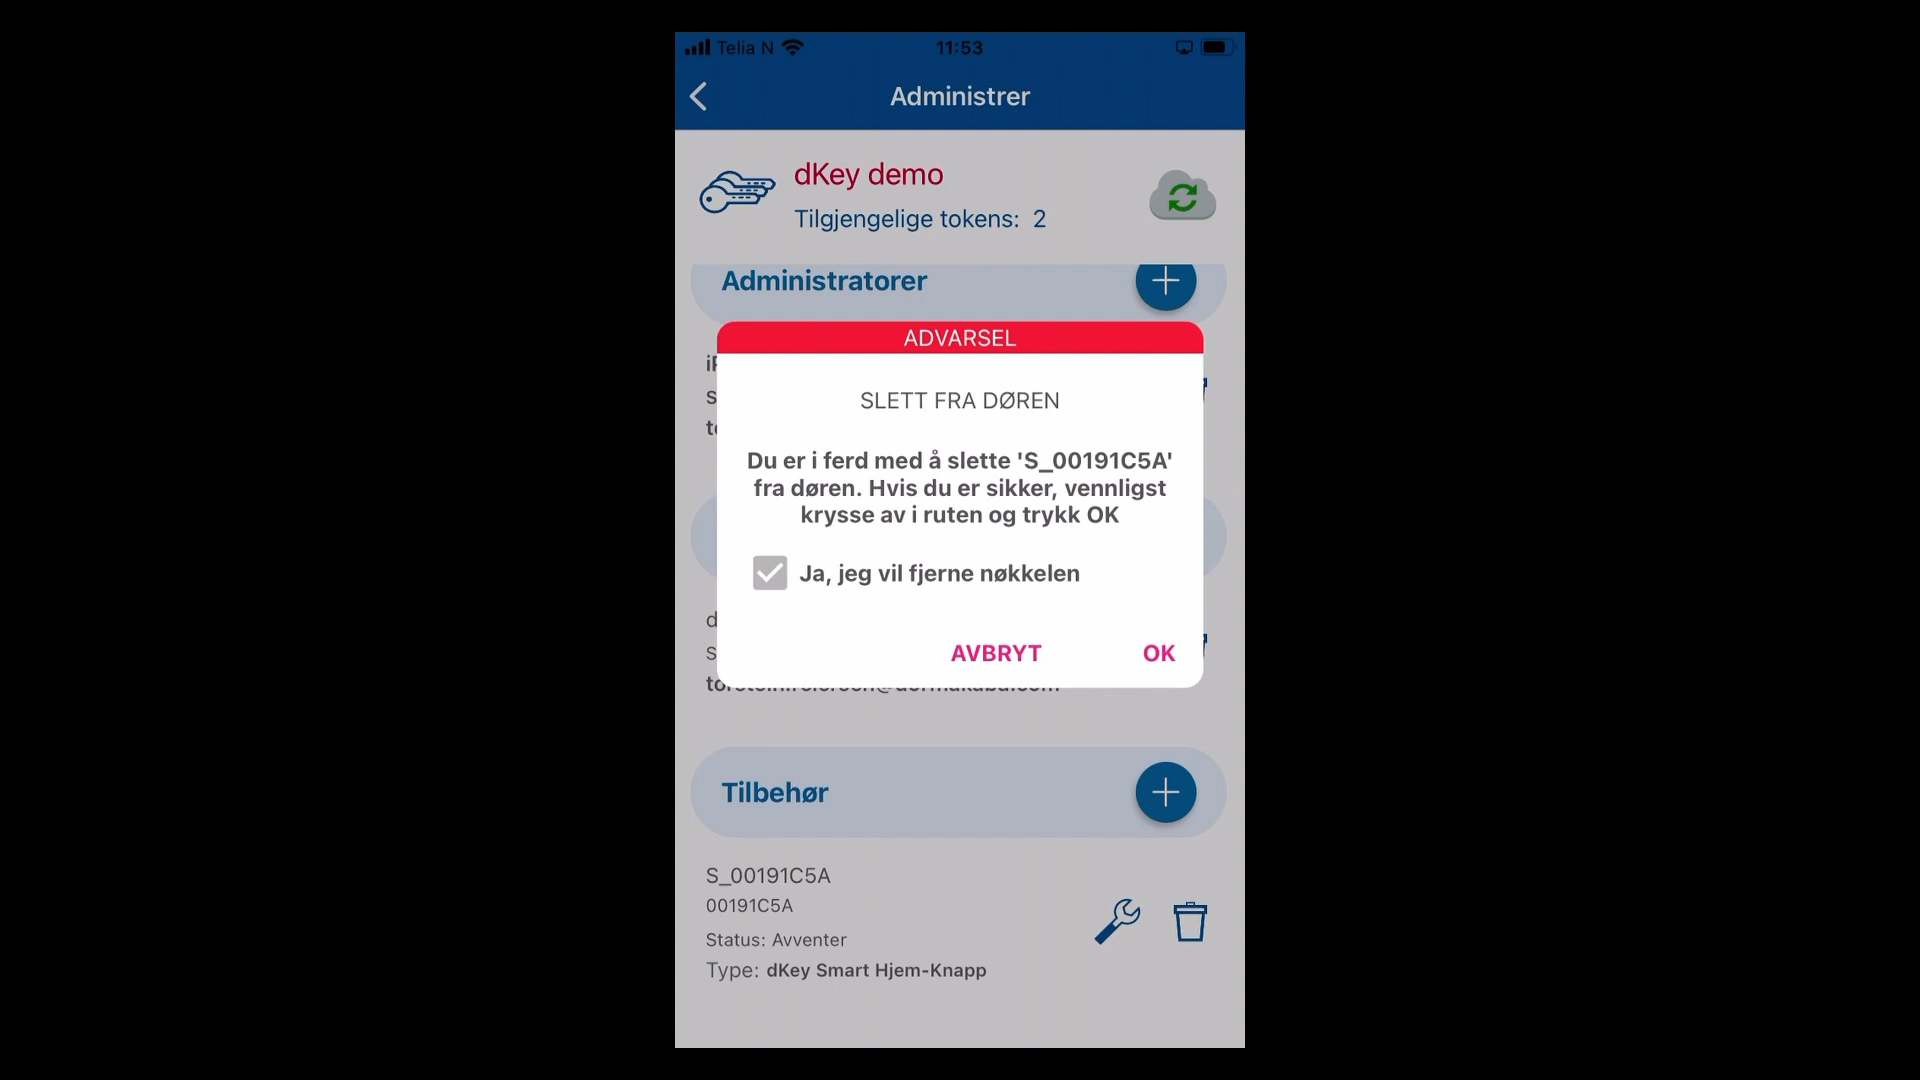 Telia N
11:53
Administrer
dKey demo
Tilgjengelige tokens: 2
Administratorer
ADVARSEL
SLETT FRA DØREN
Du er i ferd med å slette 'S_00191C5A'
fra døren. Hvis du er sikker, vennligst
krysse av i ruten og trykk OK
Ja, jeg vil fjerne nøkkelen
AVBRYT
OK
Tilbehør
S_00191C5A
00191C5A
Status: Avventer
Type: dKey Smart Hjem-Knapp